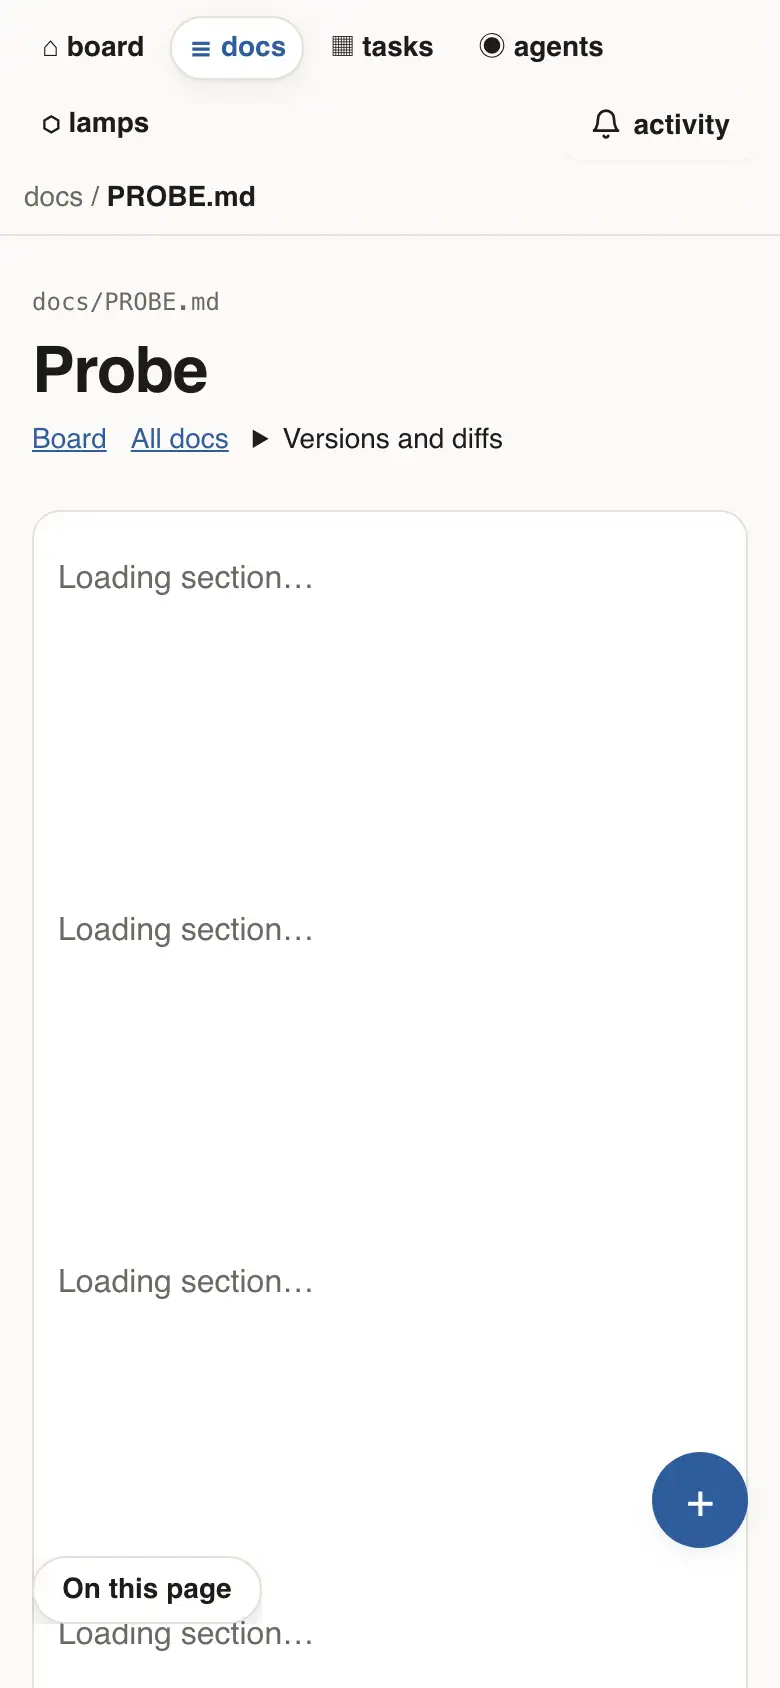 ⌂ board ≡ docs ▦ tasks ◉ agents
⬡ lamps activity
docs / PROBE.md
docs/PROBE.md
Probe
Board All docs ▶ Versions and diffs
Loading section…
Loading section…
Loading section…
+
On this page
Loading section…